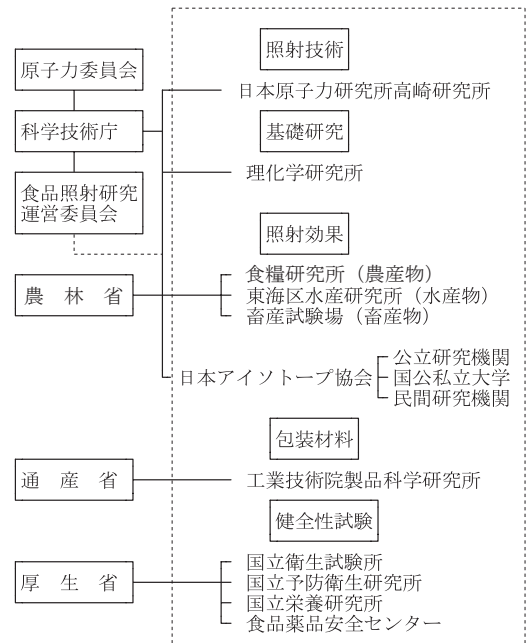 照射技術
原子力委員会
日本原子力研究所高崎研究所
科学技術庁
基礎研究
理化学研究所
食品照射研究
運営委員会
照射効果
農林省
食糧研究所（農産物）
東海区水産研究所（水産物）
畜産試験場（畜産物）
日本アイソトープ協会
公立研究機関
国公私立大学
民間研究機関
包装材料
通産省
工業技術院製品科学研究所
健全性試験
厚生省
国立衛生試験所
国立予防衛生研究所
国立栄養研究所
食品薬品安全センター